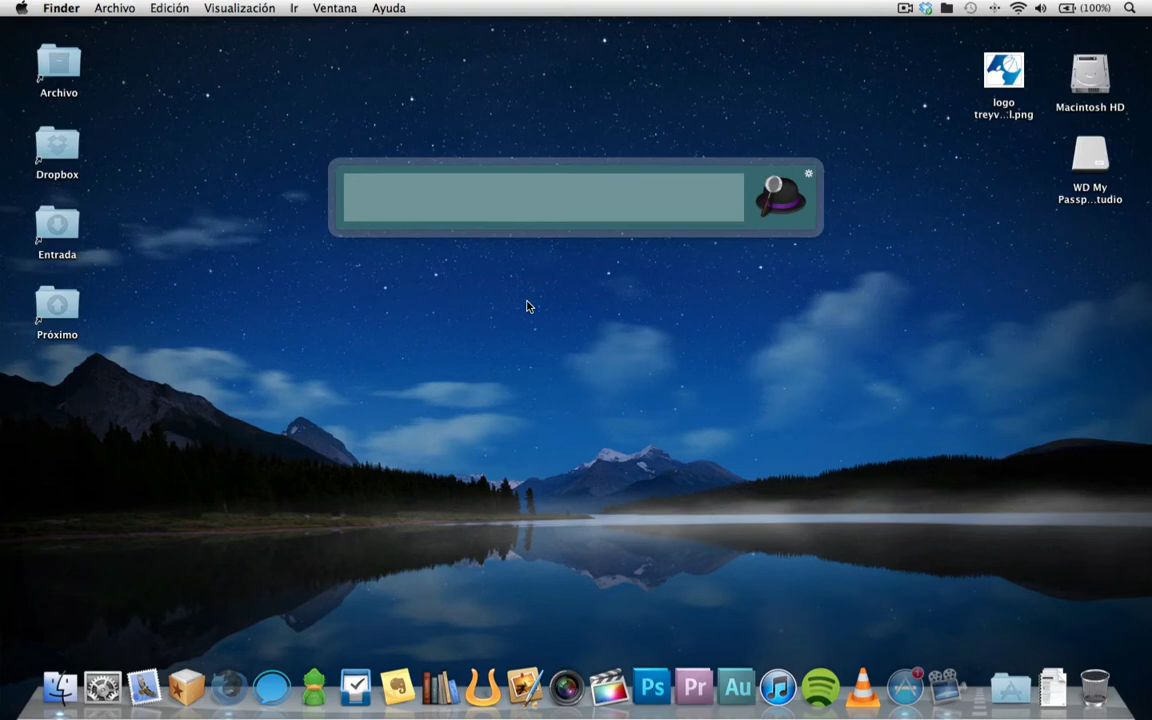 Finder Archivo Edición Visualización Ir Ventana Ayuda (100%)
Archivo
Dropbox
Entrada
Próximo
logo
treyv...l.png
Macintosh HD
WD My
Passp...tudio
Ps Pr Au